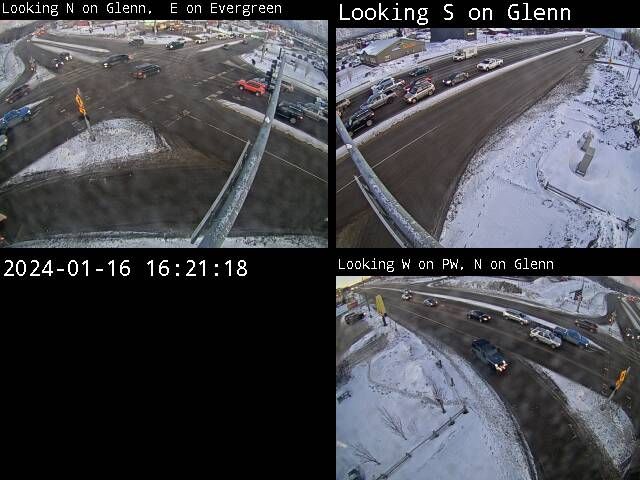 Looking N on Glenn,  E on Evergreen
Looking S on Glenn
2024-01-16 16:21:18
Looking W on PW, N on Glenn